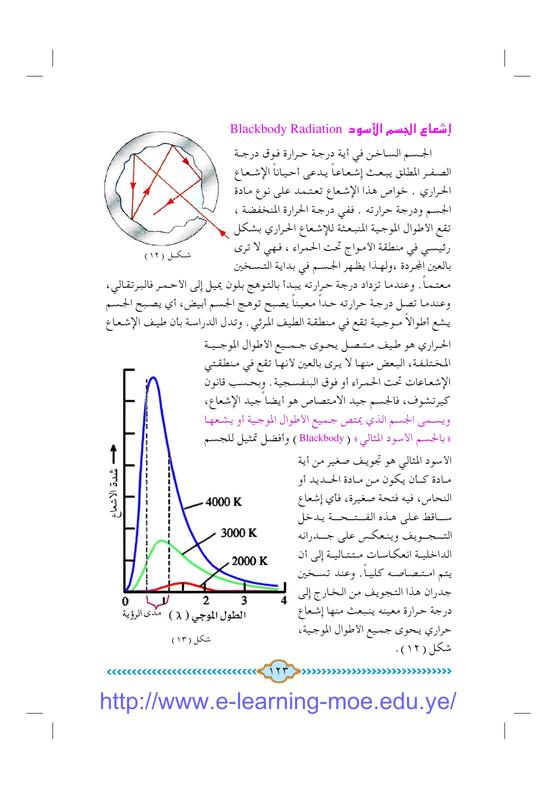 إشعاع الجسم الأسود Blackbody Radiation
الجسم الساخن في أية درجة حرارة فوق درجة
الصفر المطلق يبعث إشعاعاً يدعى أحياناً الإشعاع
الحراري . خواص هذا الإشعاع تعتمد على نوع مادة
الجسم ودرجة حرارته . ففي درجة الحرارة المنخفضة ،
تقع الاطوال الموجية المنبعثة للإشعاع الحراري بشكل
رئيسي في منطقة الامواج تحت الحمراء ، فهي لا ترى
بالعين المجردة ،ولهذا يظهر الجسم في بداية التسخين
معتماً. وعندما تزداد درجة حرارته يبدأ بالتوهج بلون يميل إلى الأحمر فالبرتقالي،
وعندما تصل درجة حرارته حداً معيناً يصبح توهج الجسم أبيض، أي يصبح الجسم
يشع أطوالاً موجية تقع في منطقة الطيف المرئي . وتدل الدراسة بأن طيف الإشعاع
الحراري هو طيف متصل يحوى جميع الاطوال الموجية
المختلفة، البعض منها لا يرى بالعين لانها تقع في منطقتي
الإشعاعات تحت الحمراء أو فوق البنفسجية . وبحسب قانون
كيرتشوف، فالجسم جيد الامتصاص هو أيضاً جيد الإشعاع،
ويسمى الجسم الذي يمتص جميع الاطوال الموجية أو يشعها
«بالجسم الأسود المثالي» ( Blackbody ) وأفضل تمثيل للجسم
الأسود المثالي هو تجويف صغير من أية
مادة كأن يكون من مادة الحديد أو
النحاس، فيه فتحة صغيرة، فأي إشعاع
ساقط على هذه الفتحة يدخل
التجويف وينعكس على جدرانه
الداخلية انعكاسات متتالية إلى أن
يتم امتصاصه كلياً. وعند تسخين
جدران هذا التجويف من الخارج إلى
درجة حرارة معينه ينبعث منها إشعاع
حراري يحوى جميع الاطوال الموجية،
شكل ( ١٢ ).
شكل ( ١٢ )
شدة الاشعاع
4000 K
3000 K
2000 K
0 1 2 3 4
مدى الرؤية
الطول الموجي ( λ )
شكل ( ١٣ )
١٢٣
http://www.e-learning-moe.edu.ye/